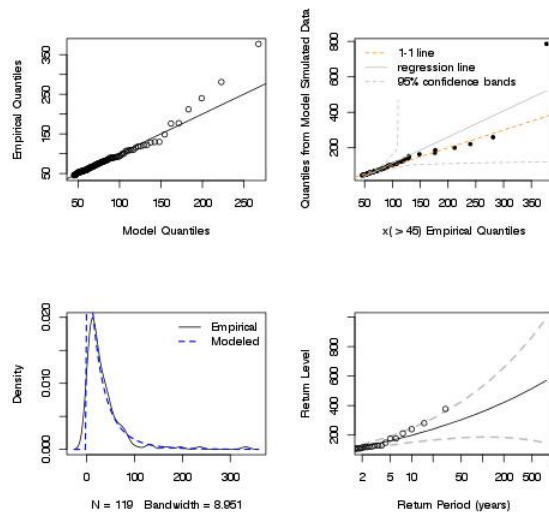 Empirical Quantiles
50
150
250
350
50
100
150
200
250
Model Quantiles
Quantiles from Model Simulated Data
200
400
600
800
1-1 line
regression line
95% confidence bands
50
100
150
200
250
300
350
x( > 45) Empirical Quantiles
Density
0.000
0.010
0.020
Empirical
Modeled
0
100
200
300
N = 119 Bandwidth = 8.951
Return Level
200
400
600
800
2
5
10
50
200
500
Return Period (years)